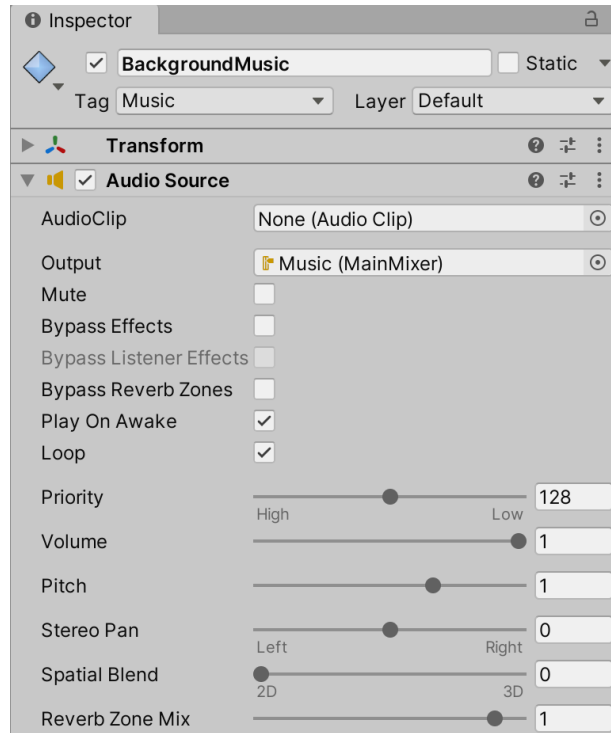 Inspector
BackgroundMusic Static
Tag Music Layer Default
Transform
Audio Source
AudioClip None (Audio Clip)
Output Music (MainMixer)
Mute
Bypass Effects
Bypass Listener Effects
Bypass Reverb Zones
Play On Awake
Loop
Priority 128
High Low
Volume 1
Pitch 1
Stereo Pan 0
Left Right
Spatial Blend 0
2D 3D
Reverb Zone Mix 1